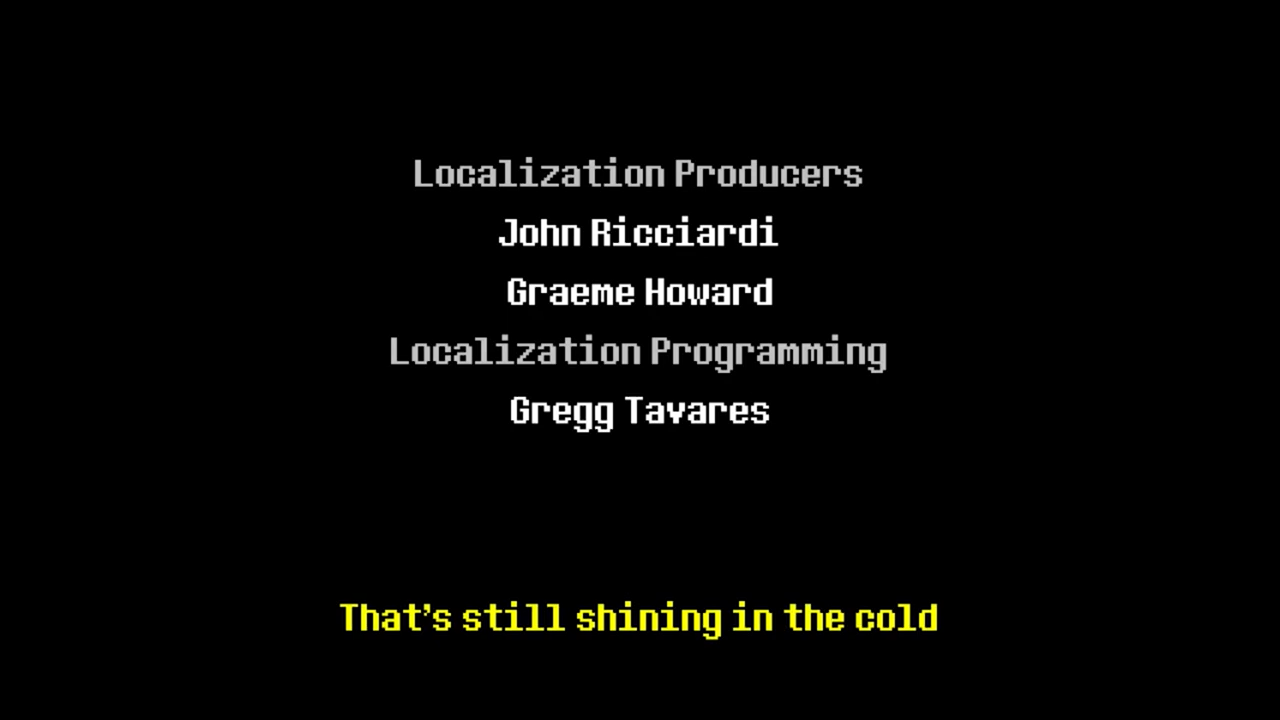 Localization Producers
John Ricciardi
Graeme Howard
Localization Programming
Gregg Tavares
That's still shining in the cold